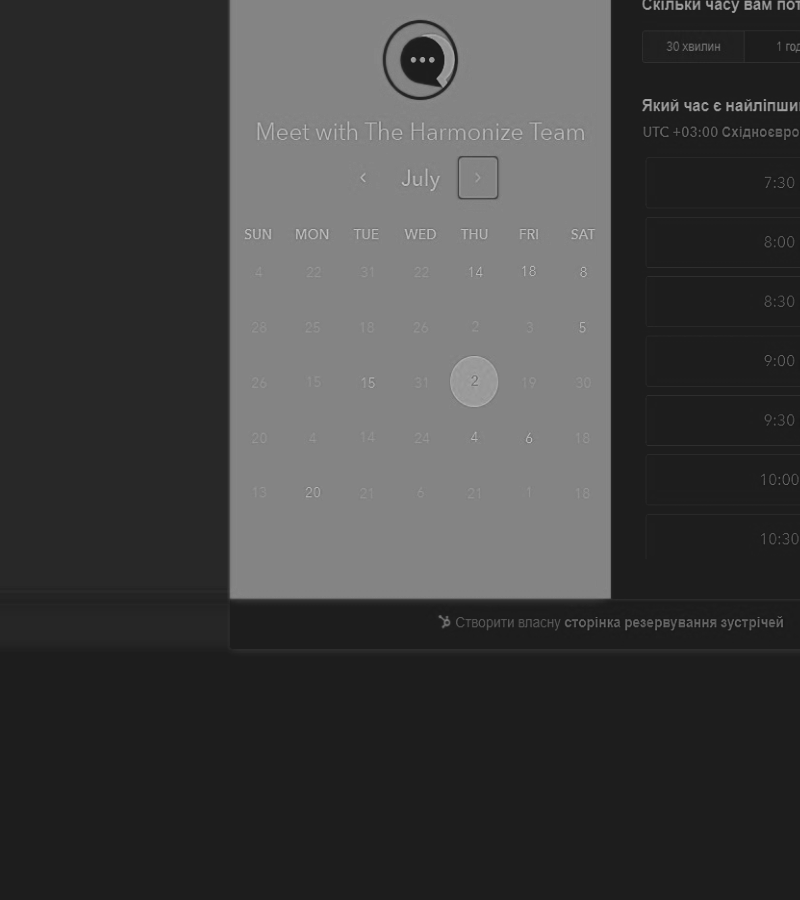 Скільки часу вам
30 хвилин 1
Meet with The Harmonize Team
Який час є
July
UTC +03:00
7:30
SUN MON TUE WED THU FRI SAT
8:00
4 22 31 22 14 18 8
8:30
28 25 18 26 2 3 5
9:00
26 15 15 31 2 19 30
9:30
20 4 14 24 4 6 18
10:00
13 20 21 6 21 1 18
10:30
Створити власну сторінка резервування зустрічей